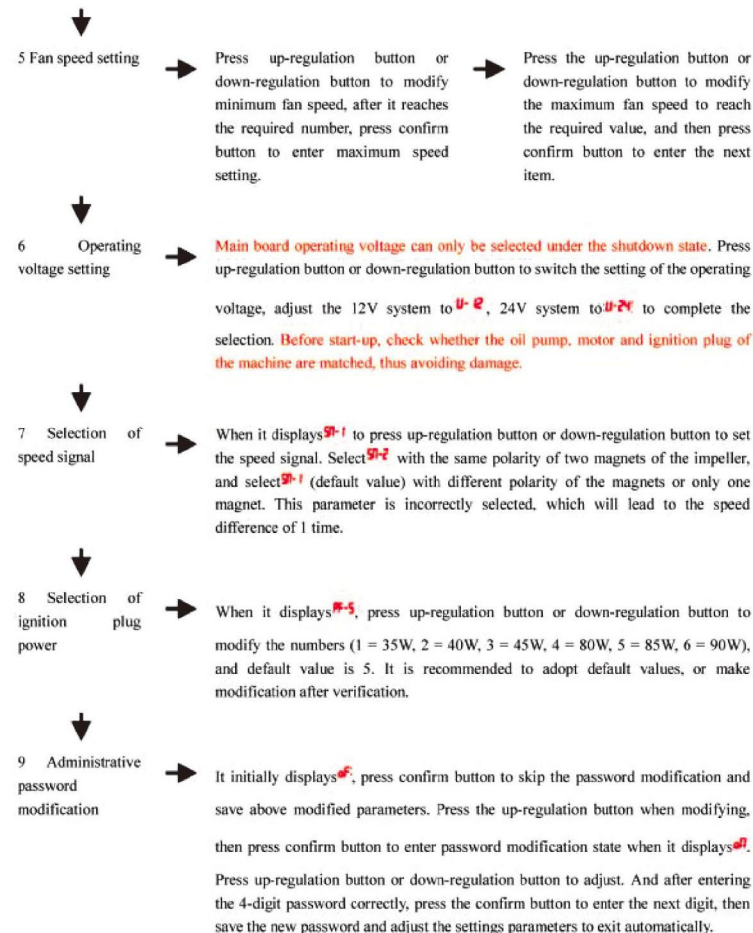 5 Fan speed setting
Press up-regulation button or
down-regulation button to modify
minimum fan speed, after it reaches
the required number, press confirm
button to enter maximum speed
setting.
Press the up-regulation button or
down-regulation button to modify
the maximum fan speed to reach
the required value, and then press
confirm button to enter the next
item.
6 Operating
voltage setting
Main board operating voltage can only be selected under the shutdown state. Press
up-regulation button or down-regulation button to switch the setting of the operating
voltage, adjust the 12V system to U-12, 24V system to U-24 to complete the
selection. Before start-up, check whether the oil pump, motor and ignition plug of
the machine are matched, thus avoiding damage.
7 Selection of
speed signal
When it displays Sn-1 to press up-regulation button or down-regulation button to set
the speed signal. Select Sn-2 with the same polarity of two magnets of the impeller,
and select Sn-1 (default value) with different polarity of the magnets or only one
magnet. This parameter is incorrectly selected, which will lead to the speed
difference of 1 time.
8 Selection of
ignition plug
power
When it displays PF-5, press up-regulation button or down-regulation button to
modify the numbers (1 = 35W, 2 = 40W, 3 = 45W, 4 = 80W, 5 = 85W, 6 = 90W),
and default value is 5. It is recommended to adopt default values, or make
modification after verification.
9 Administrative
password
modification
It initially displays oF, press confirm button to skip the password modification and
save above modified parameters. Press the up-regulation button when modifying,
then press confirm button to enter password modification state when it displays on.
Press up-regulation button or down-regulation button to adjust. And after entering
the 4-digit password correctly, press the confirm button to enter the next digit, then
save the new password and adjust the settings parameters to exit automatically.